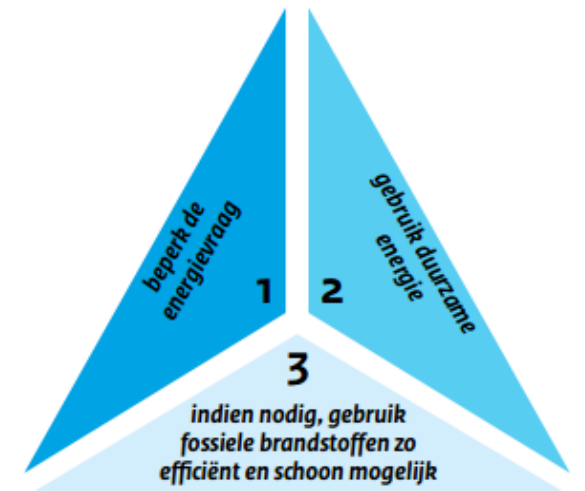 beperk de
energievraag
1
2
gebruik duurzame
energie
3
indien nodig, gebruik
fossiele brandstoffen zo
efficiënt en schoon mogelijk